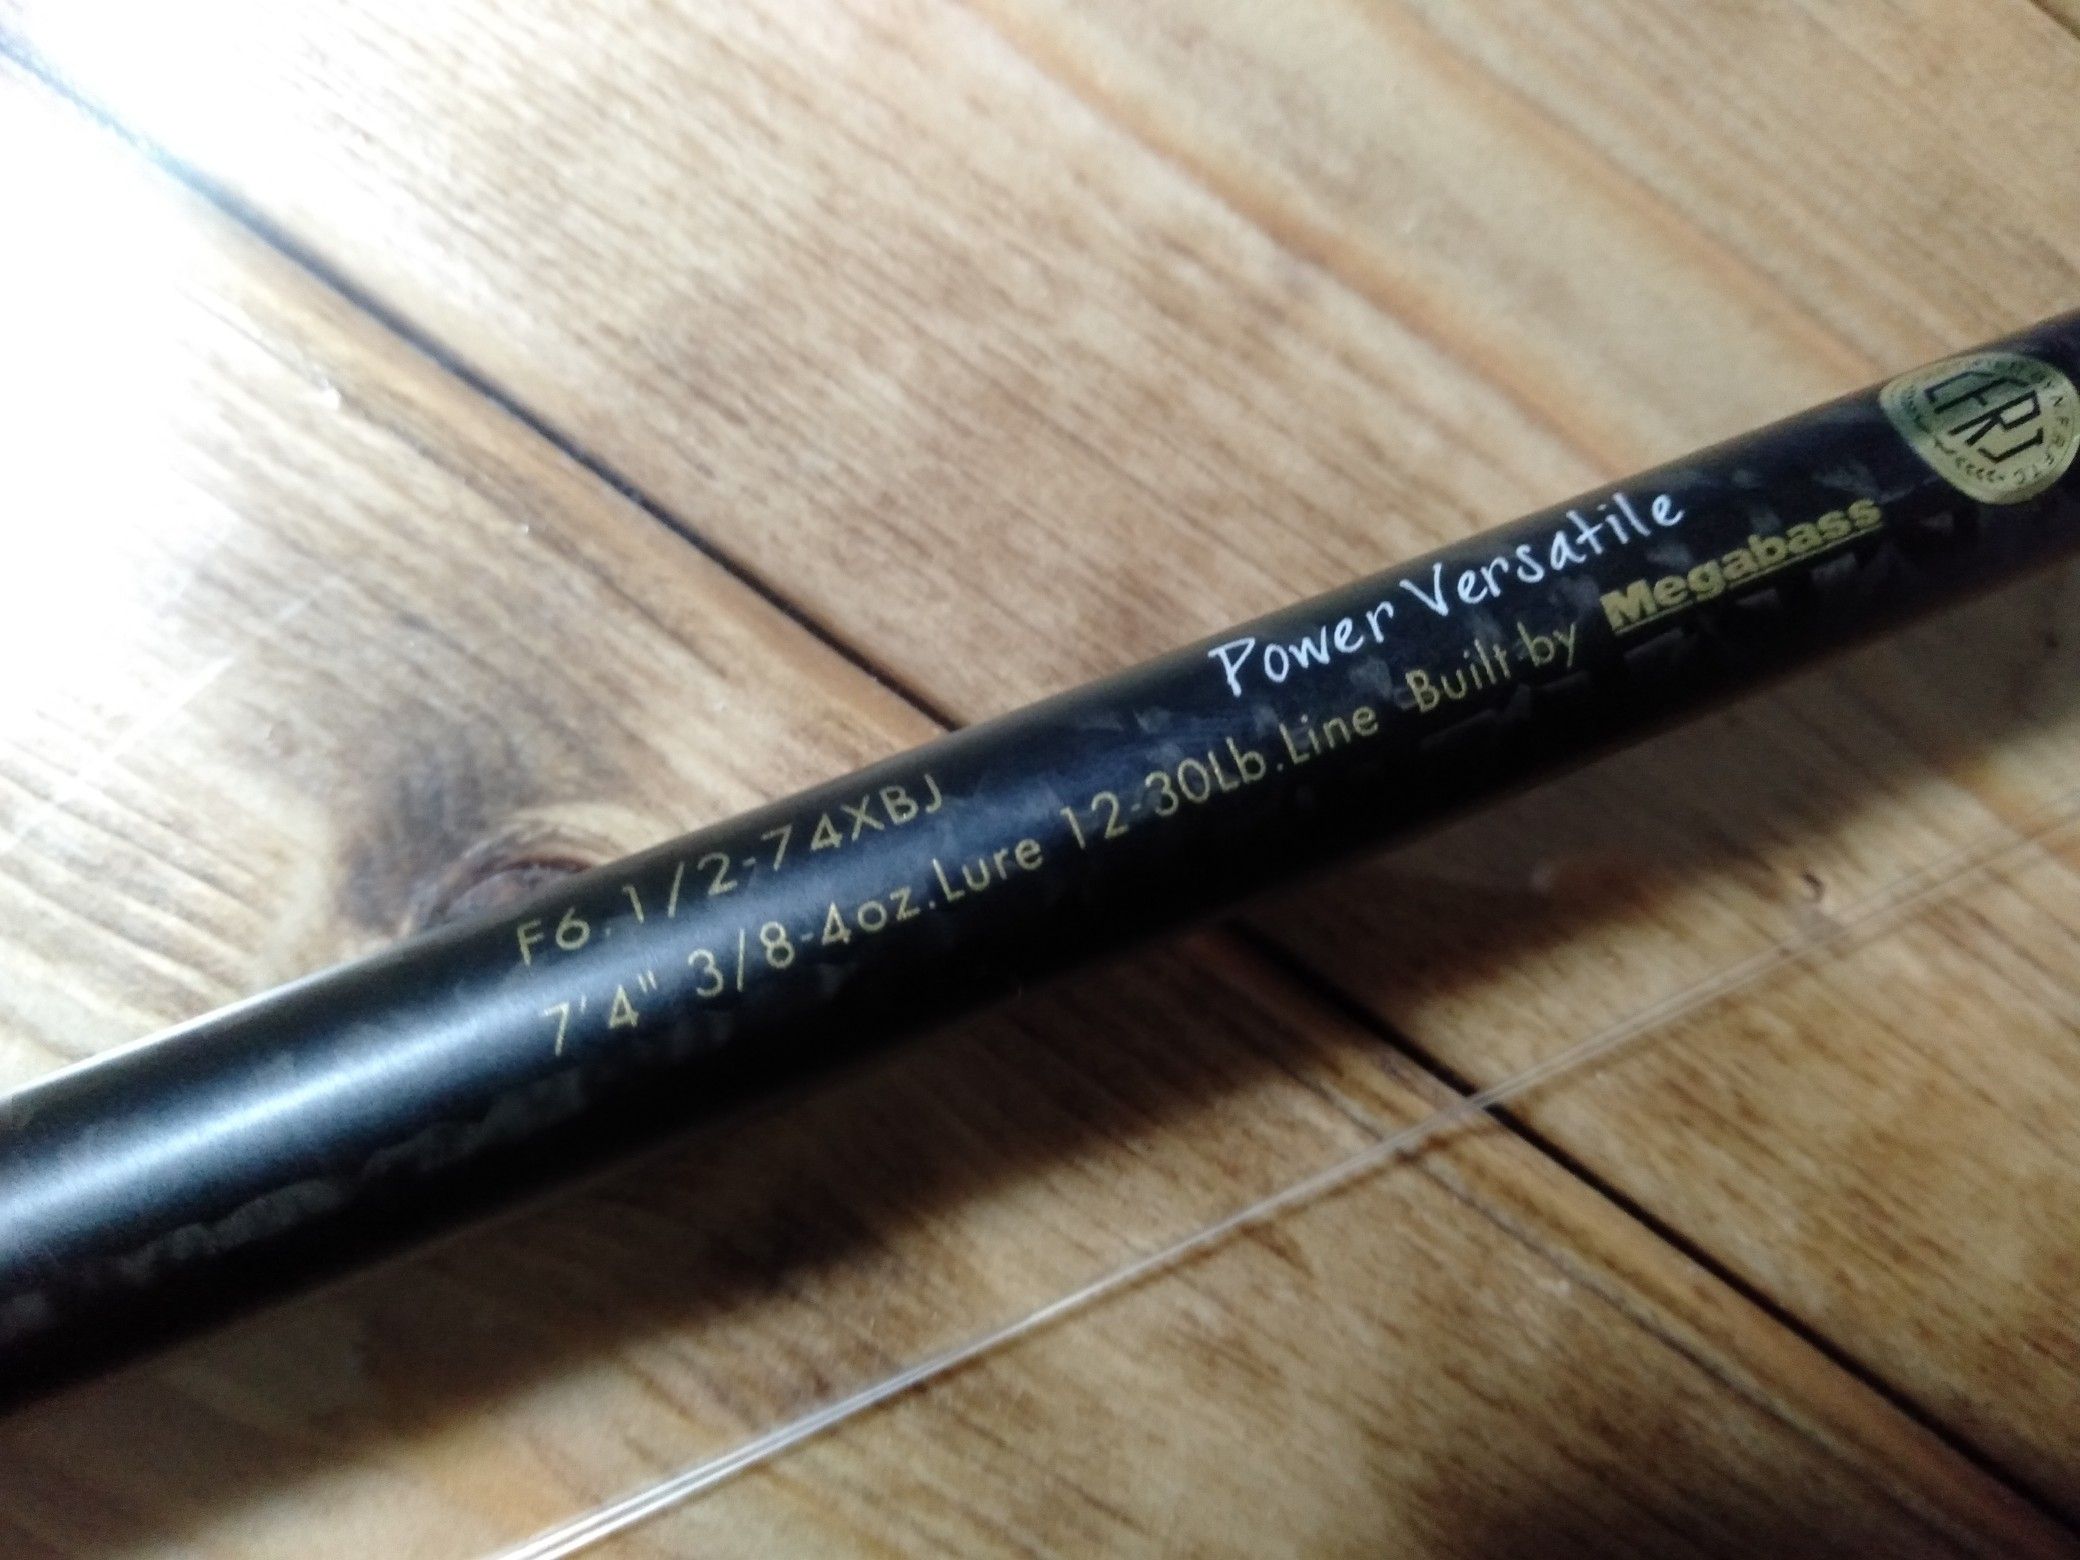 Power Versatile
F6.1/2-74XBJ
7'4" 3/8-4oz.Lure 12-30Lb.Line Built by Megabass